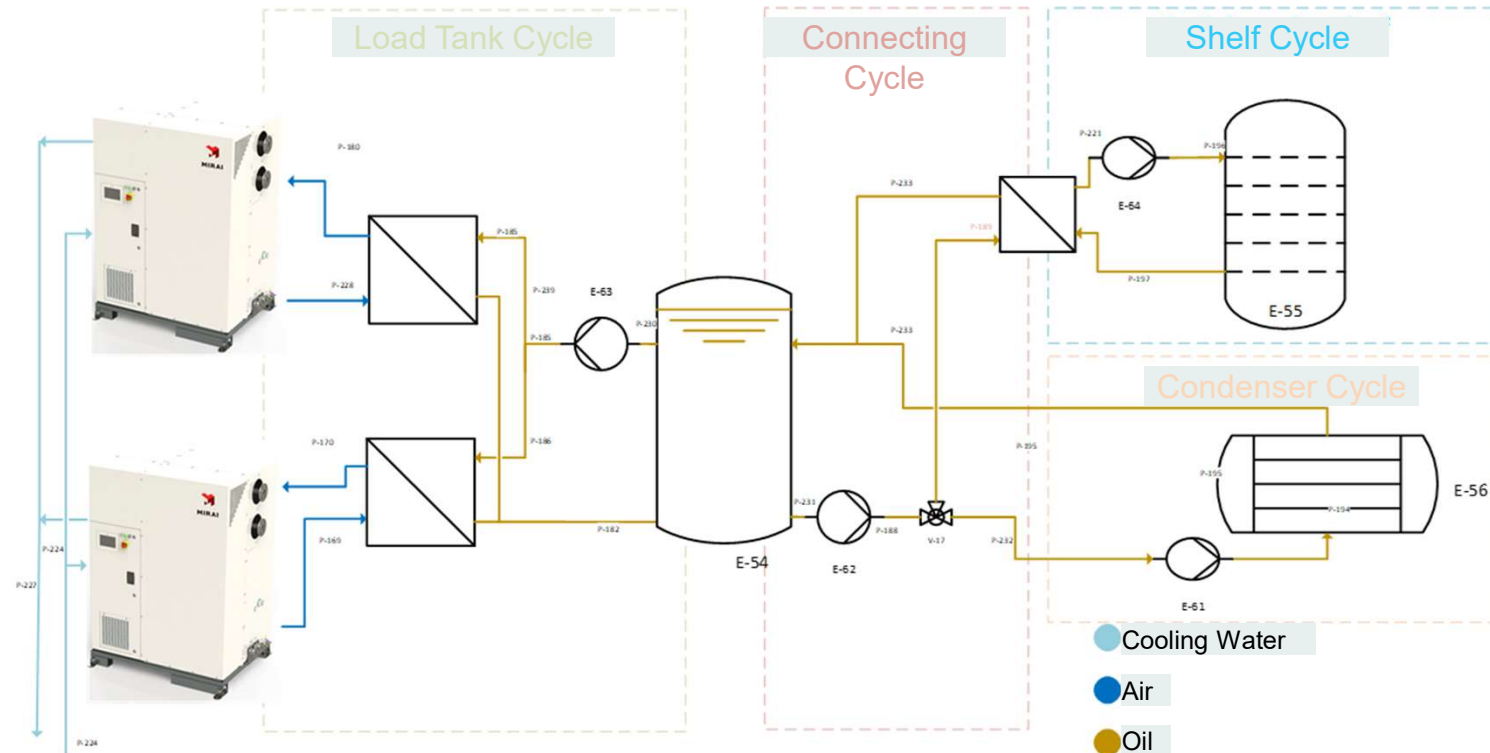 Load Tank Cycle
Connecting
Cycle
Shelf Cycle
MIRAI
P-180
P-228
P-185
P-239
P-185
E-63
P-230
P-186
P-170
P-169
P-182
MIRAI
P-224
P-227
P-224
E-54
P-231
E-62
P-188
V-17
P-232
P-195
P-233
P-233
P-189
P-221
E-64
P-196
P-197
E-55
Condenser Cycle
P-195
P-194
E-56
E-61
Cooling Water
Air
Oil